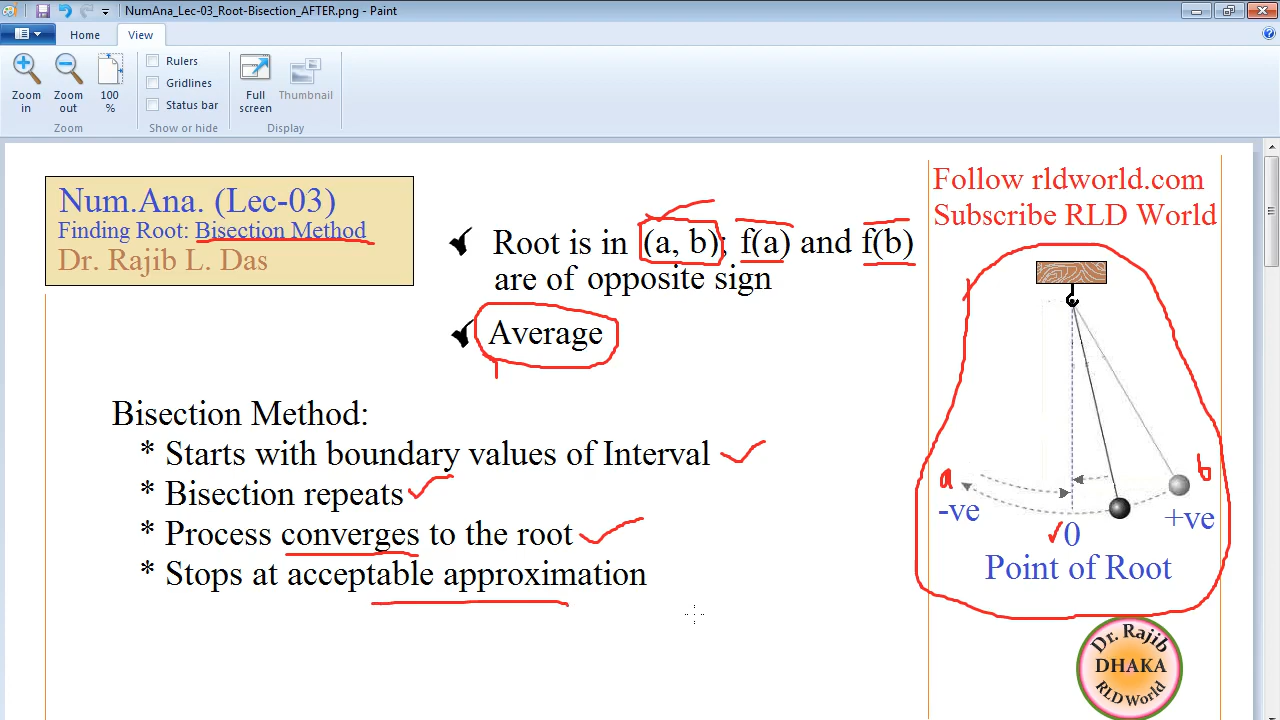 NumAna_Lec-03_Root-Bisection_AFTER.png - Paint
Home
View
Zoom in
Zoom out
100 %
Zoom
Rulers
Gridlines
Status bar
Show or hide
Full screen
Thumbnail
Display
Num.Ana. (Lec-03)
Finding Root: Bisection Method
Dr. Rajib L. Das
Root is in (a, b); f(a) and f(b)
are of opposite sign
Average
Bisection Method:
* Starts with boundary values of Interval
* Bisection repeats
* Process converges to the root
* Stops at acceptable approximation
Follow rldworld.com
Subscribe RLD World
a
b
-ve
0
+ve
Point of Root
Dr. Rajib
DHAKA
RLD World